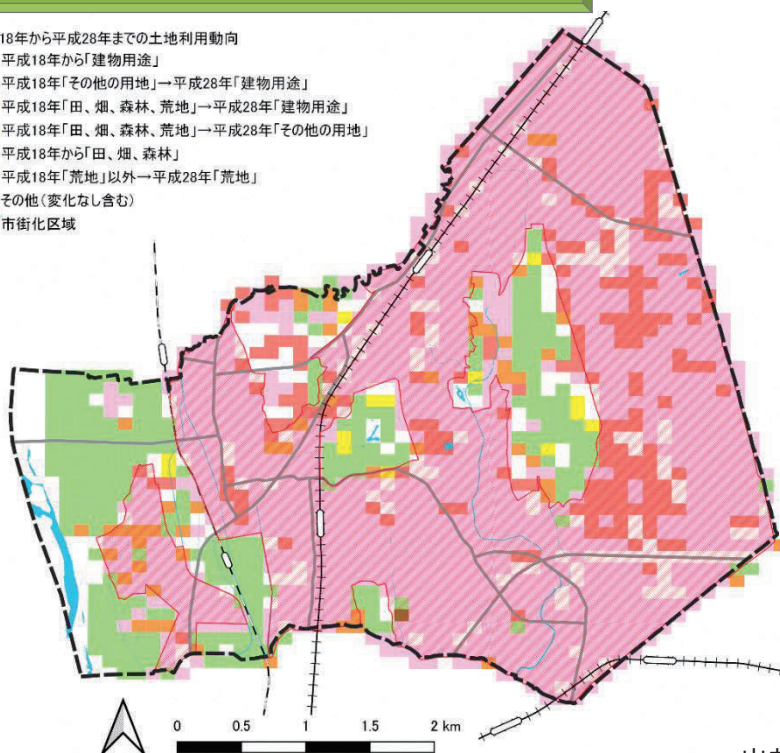 18年から平成28年までの土地利用動向
平成18年から「建物用途」
平成18年「その他の用地」→平成28年「建物用途」
平成18年「田、畑、森林、荒地」→平成28年「建物用途」
平成18年「田、畑、森林、荒地」→平成28年「その他の用地」
平成18年から「田、畑、森林」
平成18年「荒地」以外→平成28年「荒地」
その他(変化なし含む)
市街化区域
0 0.5 1 1.5 2 km